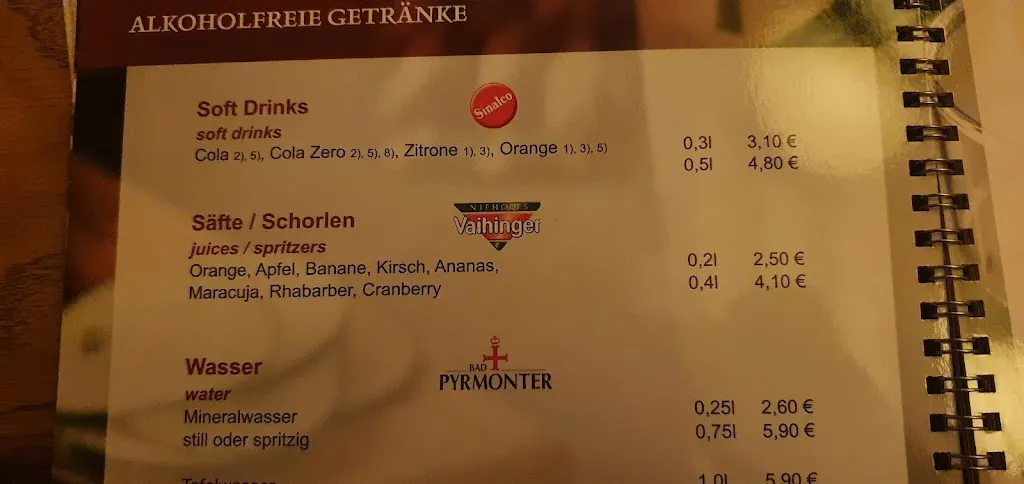 ALKOHOLFREIE GETRÄNKE
Soft Drinks
Sinalco
soft drinks
Cola 2), 5), Cola Zero 2), 5), 8), Zitrone 1), 3), Orange 1), 3), 5)
0,3l 3,10 €
0,5l 4,80 €
Säfte / Schorlen
NIEHOFFS
Vaihinger
juices / spritzers
Orange, Apfel, Banane, Kirsch, Ananas,
Maracuja, Rhabarber, Cranberry
0,2l 2,50 €
0,4l 4,10 €
Wasser
BAD
PYRMONTER
water
Mineralwasser
still oder spritzig
0,25l 2,60 €
0,75l 5,90 €
Tafelwasser 1,0l 5,90 €